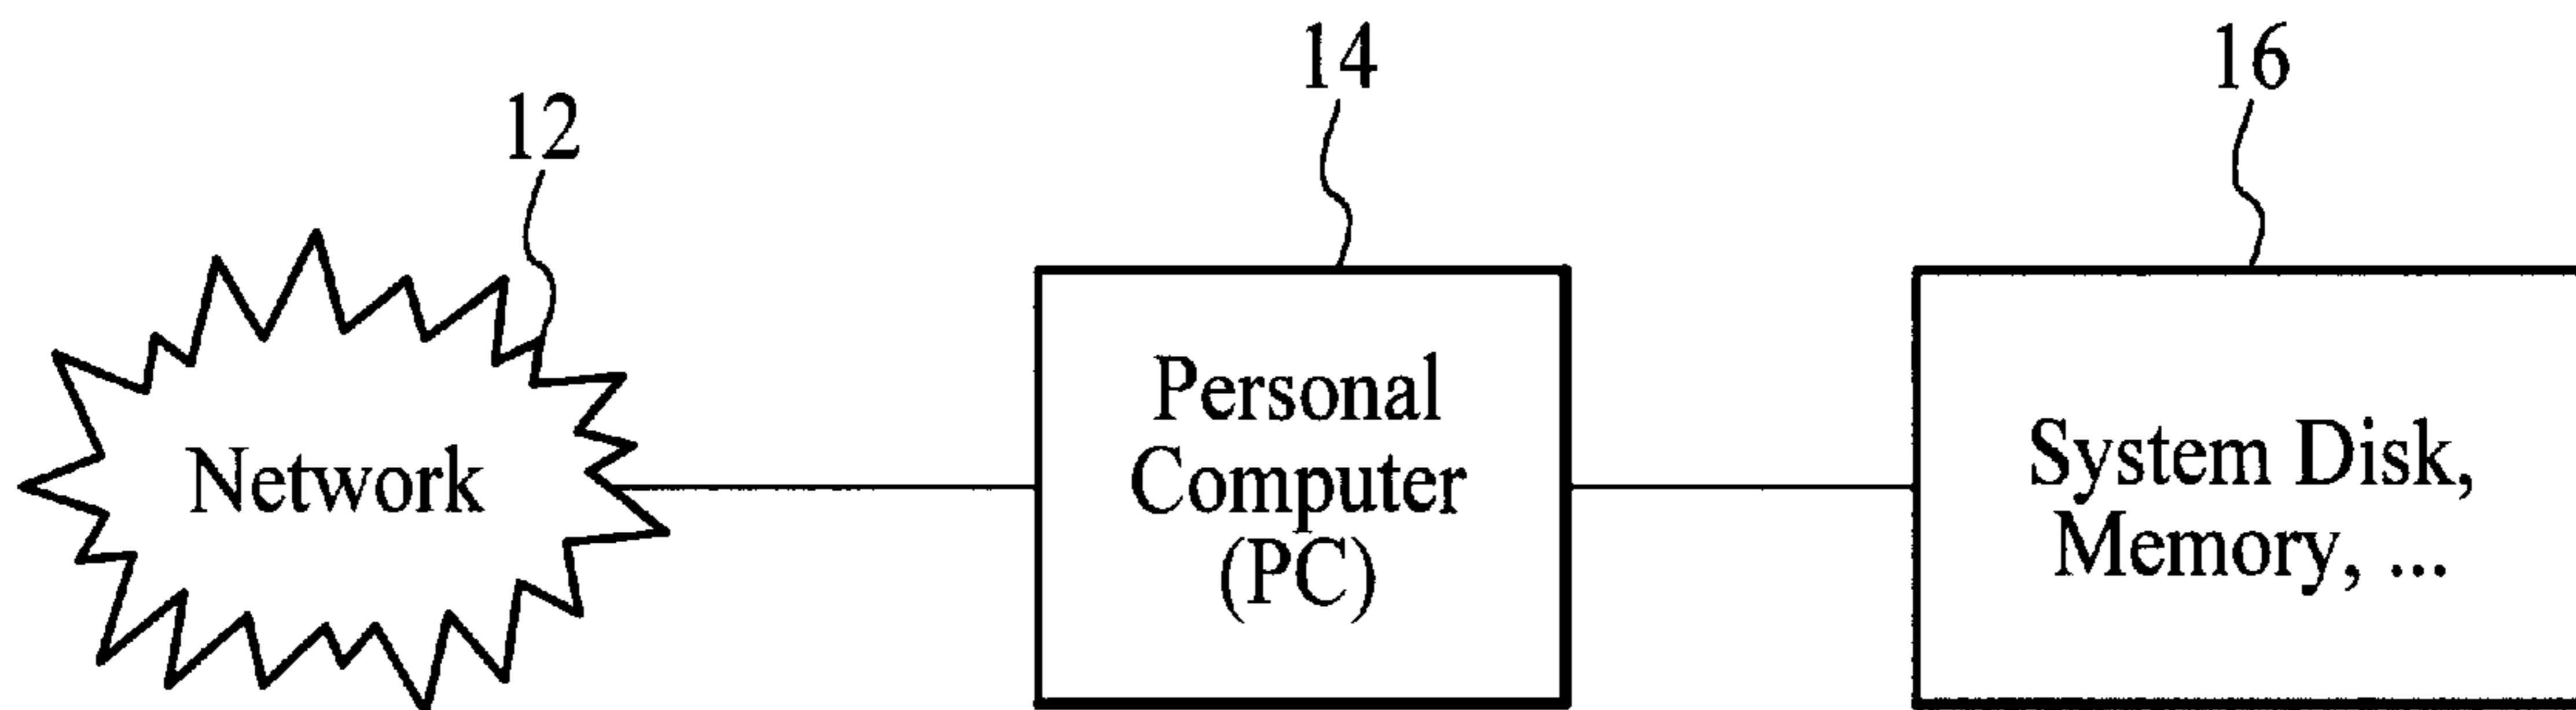 12
14
16
Network
Personal
Computer
(PC)
System Disk,
Memory, ...